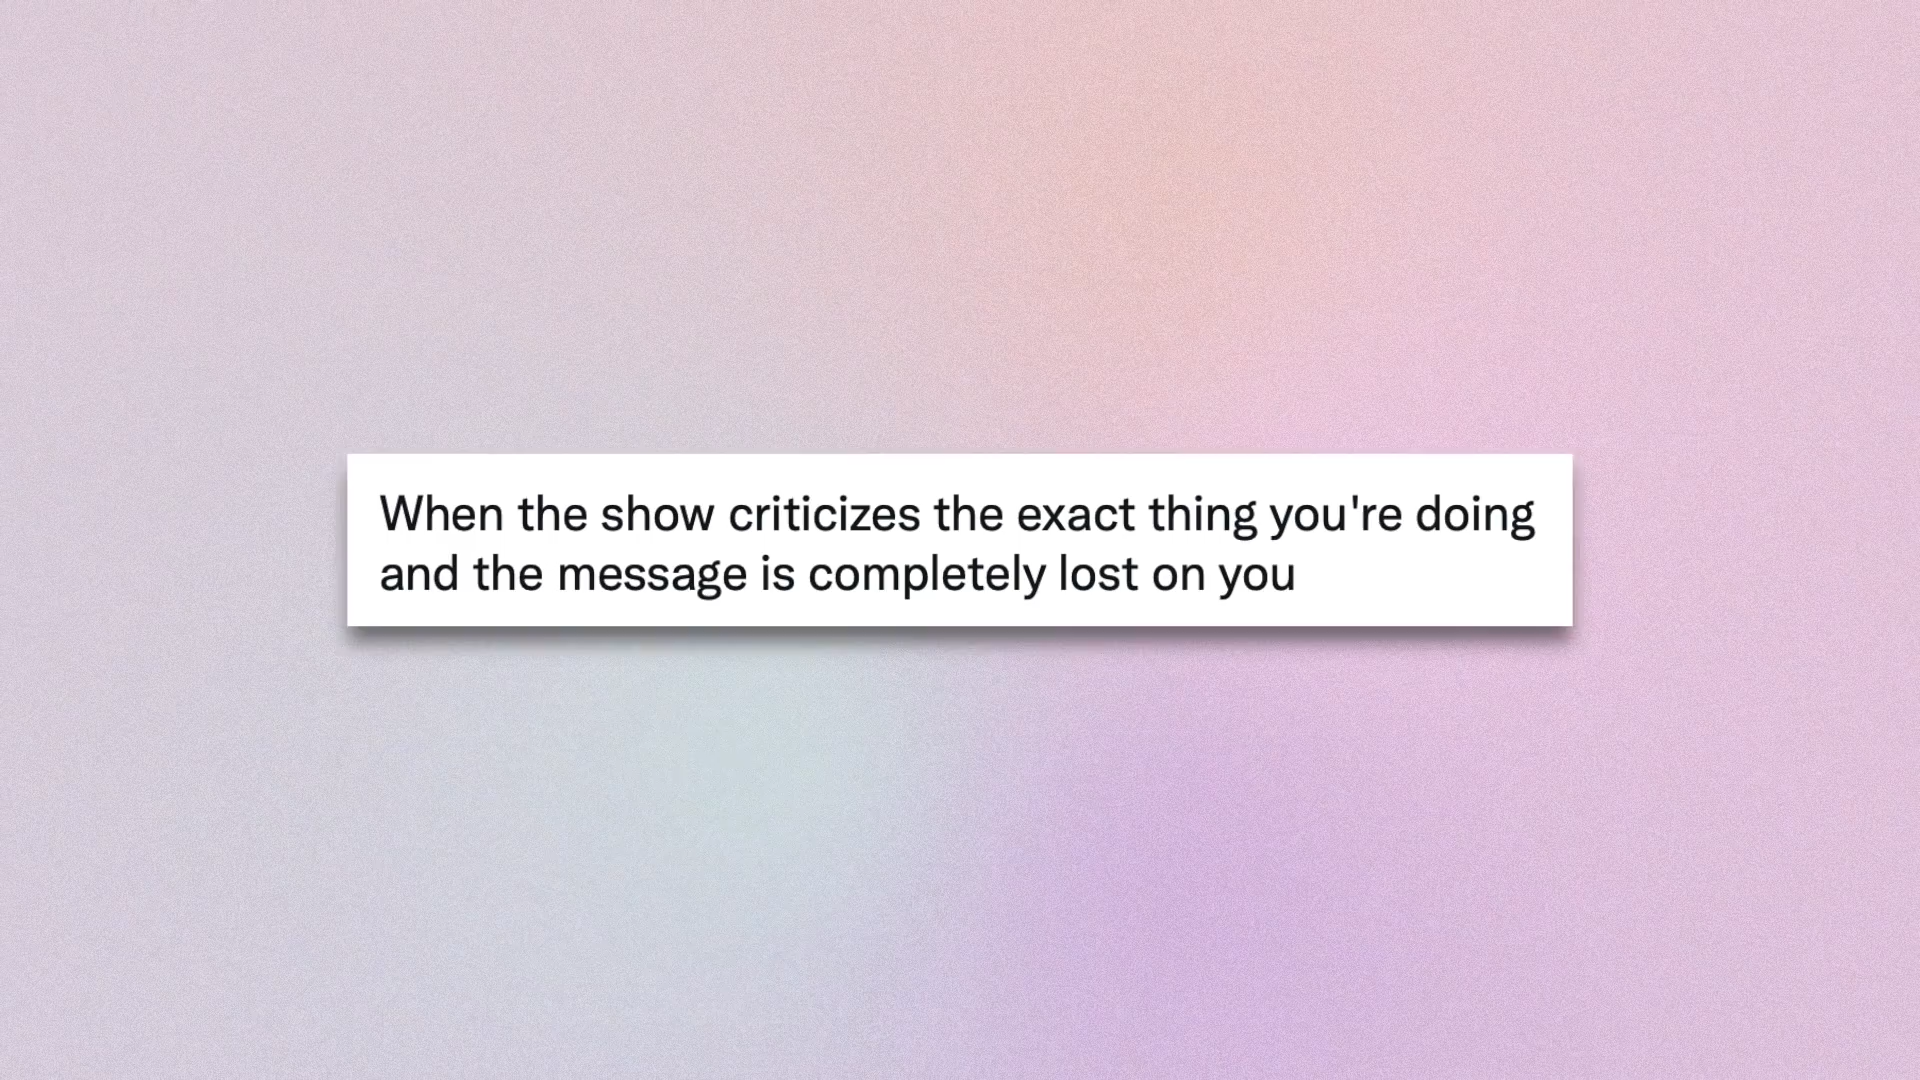 When the show criticizes the exact thing you're doing
and the message is completely lost on you